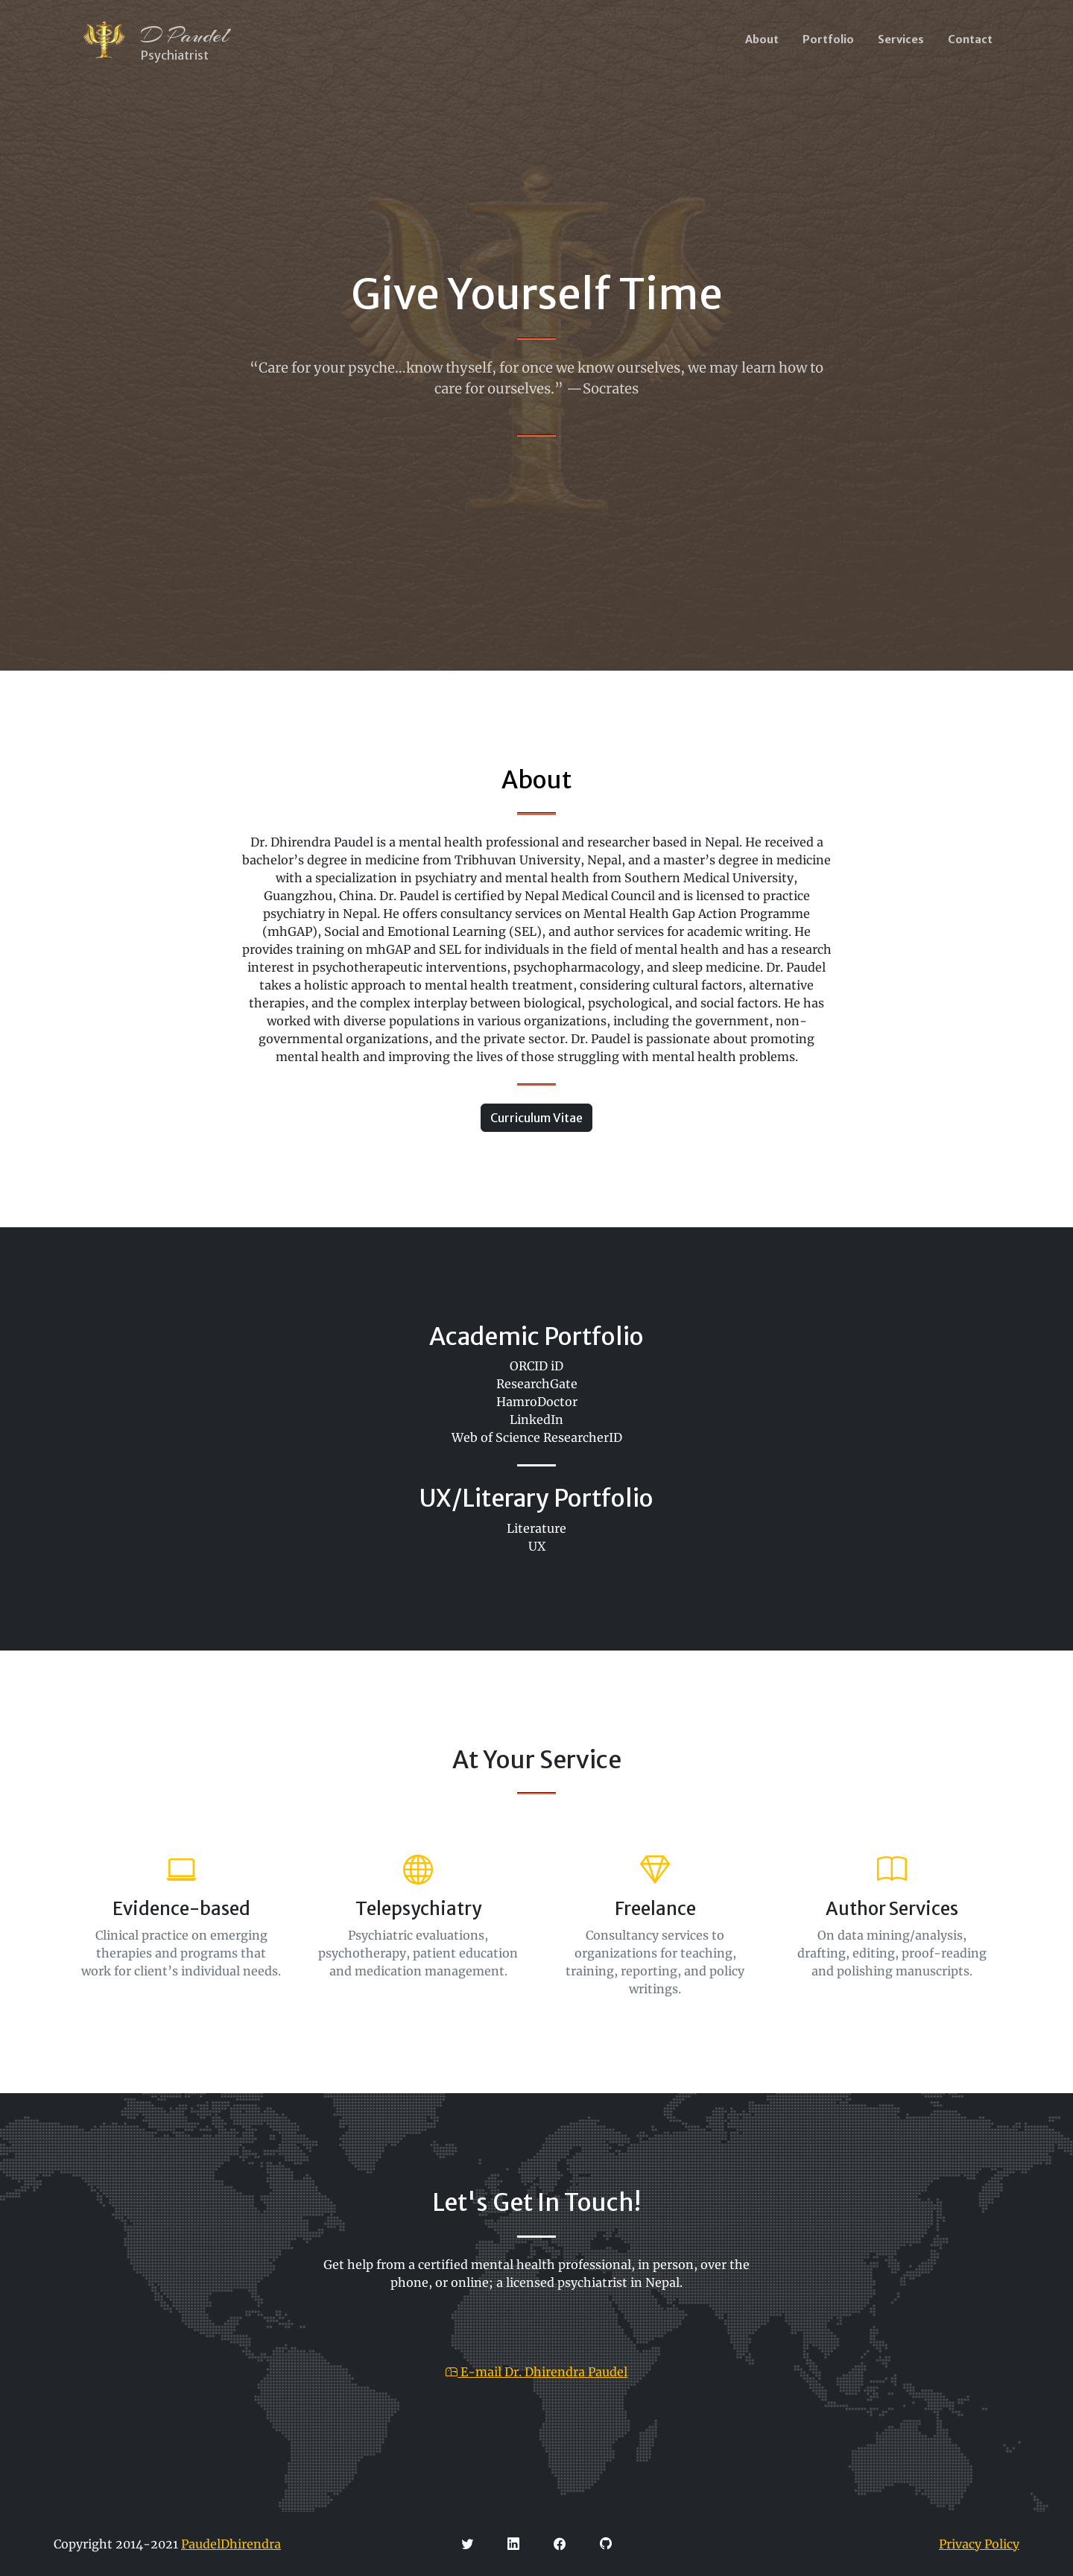 D Paudel
Psychiatrist
About
Portfolio
Services
Contact
Give Yourself Time
“Care for your psyche...know thyself, for once we know ourselves, we may learn how to
care for ourselves.” —Socrates
About
Dr. Dhirendra Paudel is a mental health professional and researcher based in Nepal. He received a
bachelor’s degree in medicine from Tribhuvan University, Nepal, and a master’s degree in medicine
with a specialization in psychiatry and mental health from Southern Medical University,
Guangzhou, China. Dr. Paudel is certified by Nepal Medical Council and is licensed to practice
psychiatry in Nepal. He offers consultancy services on Mental Health Gap Action Programme
(mhGAP), Social and Emotional Learning (SEL), and author services for academic writing. He
provides training on mhGAP and SEL for individuals in the field of mental health and has a research
interest in psychotherapeutic interventions, psychopharmacology, and sleep medicine. Dr. Paudel
takes a holistic approach to mental health treatment, considering cultural factors, alternative
therapies, and the complex interplay between biological, psychological, and social factors. He has
worked with diverse populations in various organizations, including the government, non-
governmental organizations, and the private sector. Dr. Paudel is passionate about promoting
mental health and improving the lives of those struggling with mental health problems.
Curriculum Vitae
Academic Portfolio
ORCID iD
ResearchGate
HamroDoctor
LinkedIn
Web of Science ResearcherID
UX/Literary Portfolio
Literature
UX
At Your Service
Evidence-based
Clinical practice on emerging
therapies and programs that
work for client’s individual needs.
Telepsychiatry
Psychiatric evaluations,
psychotherapy, patient education
and medication management.
Freelance
Consultancy services to
organizations for teaching,
training, reporting, and policy
writings.
Author Services
On data mining/analysis,
drafting, editing, proof-reading
and polishing manuscripts.
Let's Get In Touch!
Get help from a certified mental health professional, in person, over the
phone, or online; a licensed psychiatrist in Nepal.
E-mail Dr. Dhirendra Paudel
Copyright 2014-2021 PaudelDhirendra
Privacy Policy